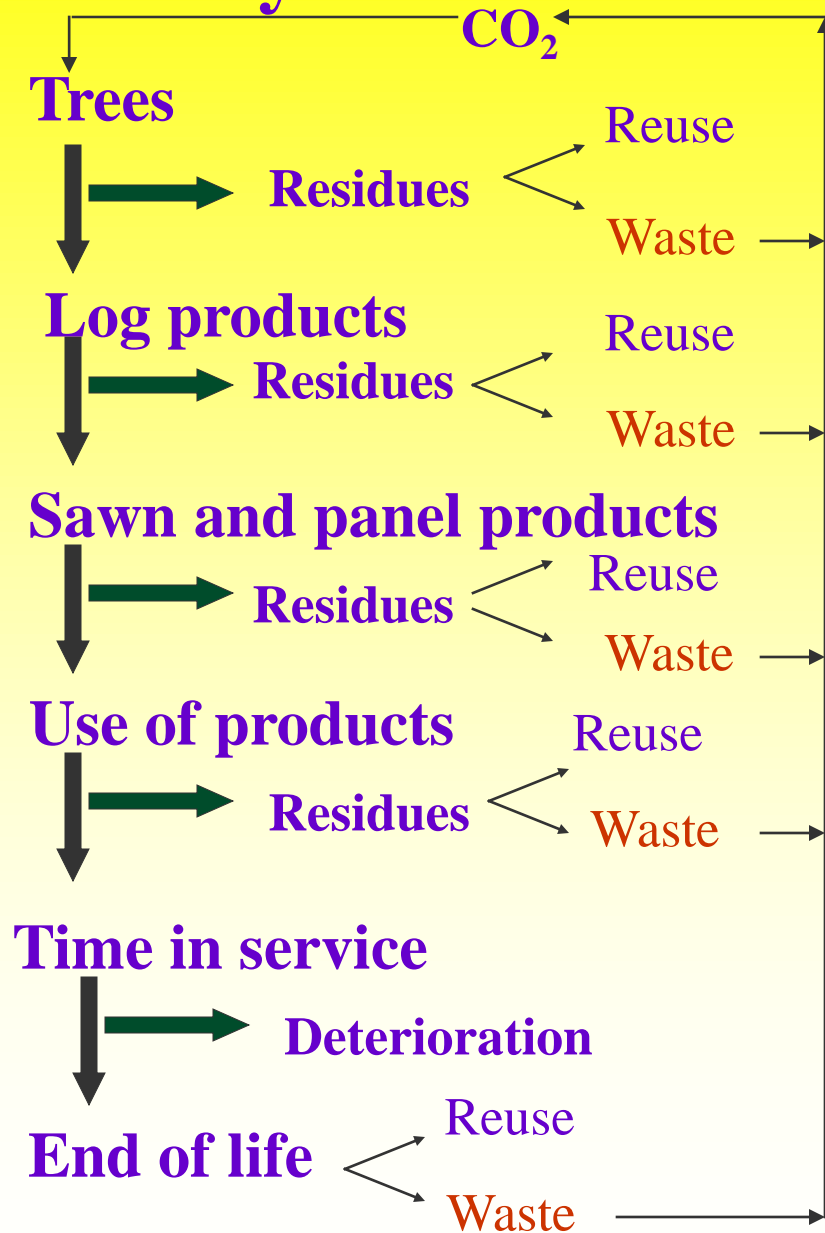 CO2
Trees
Reuse
Residues
Waste
Log products
Reuse
Residues
Waste
Sawn and panel products
Reuse
Residues
Waste
Use of products
Reuse
Residues
Waste
Time in service
Deterioration
Reuse
End of life
Waste